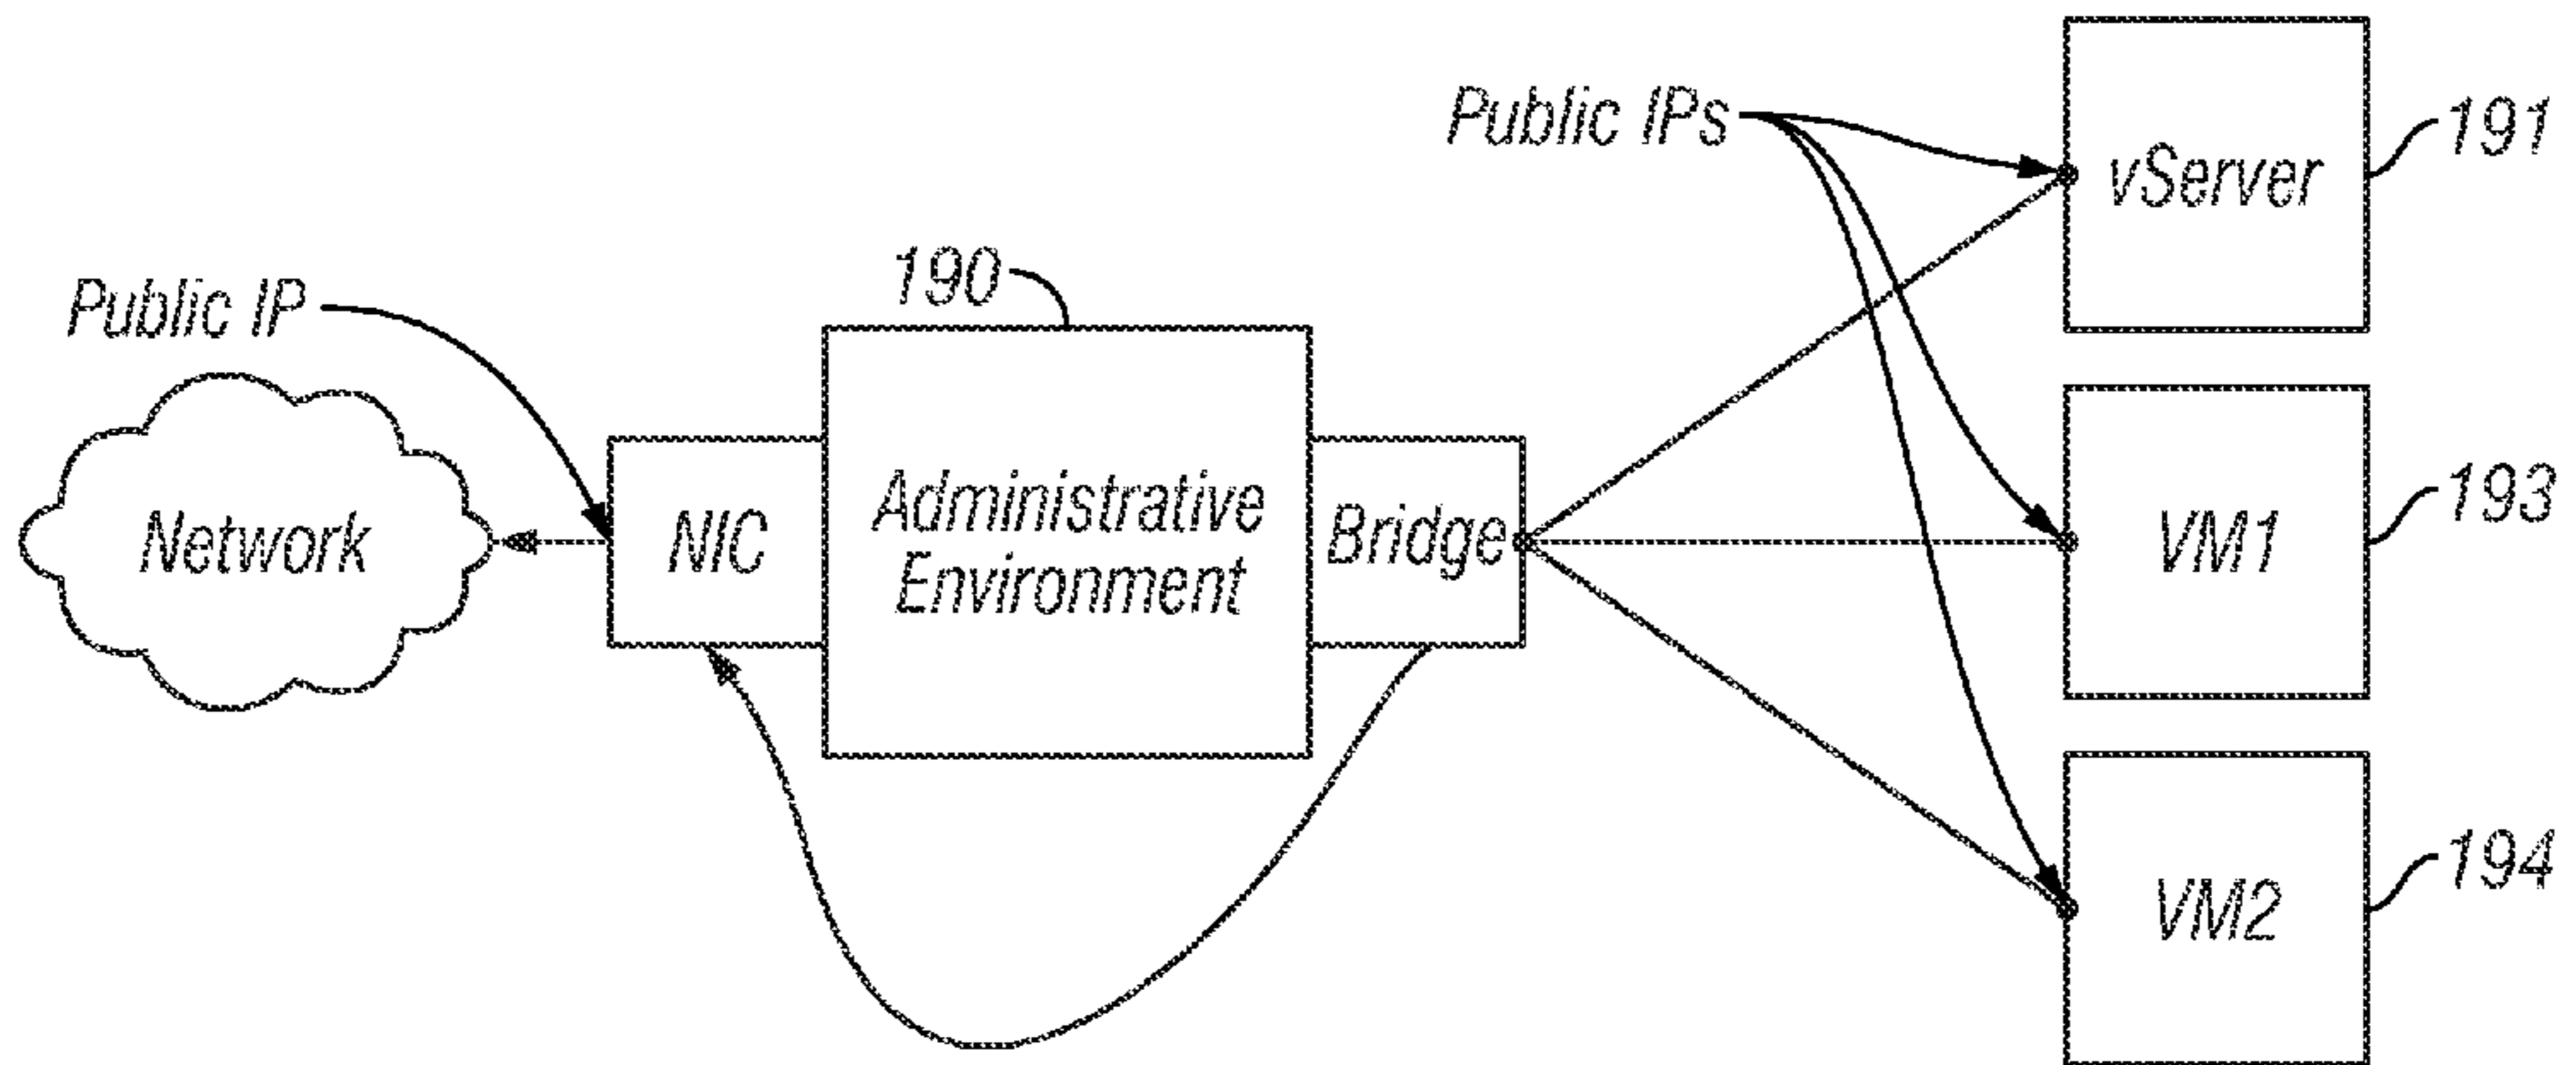 Public IPs
vServer
191
190
Public IP
Network
NIC
Administrative
Environment
Bridge
VM1
193
VM2
194